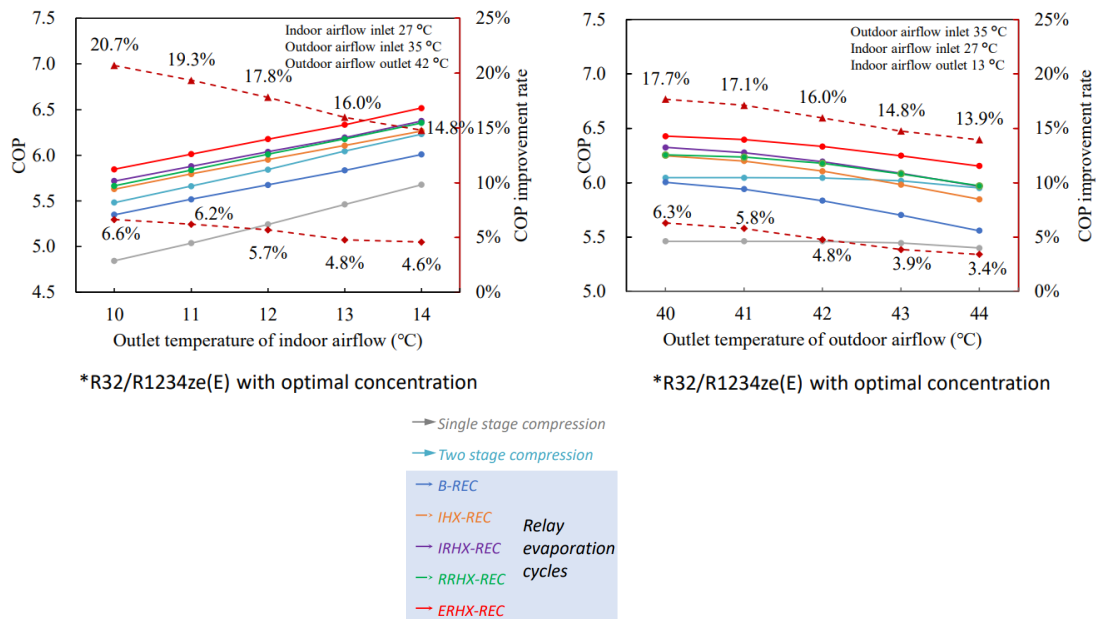 7.5
7.0
6.5
6.0
5.5
5.0
4.5
COP
25%
20%
15%
10%
5%
0%
COP improvement rate
Indoor airflow inlet 27 °C
Outdoor airflow inlet 35 °C
Outdoor airflow outlet 42 °C
20.7%
19.3%
17.8%
16.0%
14.8%
6.6%
6.2%
5.7%
4.8%
4.6%
10 11 12 13 14
Outlet temperature of indoor airflow (°C)
*R32/R1234ze(E) with optimal concentration
7.5
7.0
6.5
6.0
5.5
5.0
COP
25%
20%
15%
10%
5%
0%
COP improvement rate
Outdoor airflow inlet 35 °C
Indoor airflow inlet 27 °C
Indoor airflow outlet 13 °C
17.7%
17.1%
16.0%
14.8%
13.9%
6.3%
5.8%
4.8%
3.9%
3.4%
40 41 42 43 44
Outlet temperature of outdoor airflow (°C)
*R32/R1234ze(E) with optimal concentration
Single stage compression
Two stage compression
B-REC
IHX-REC
IRHX-REC
RRHX-REC
ERHX-REC
Relay
evaporation
cycles